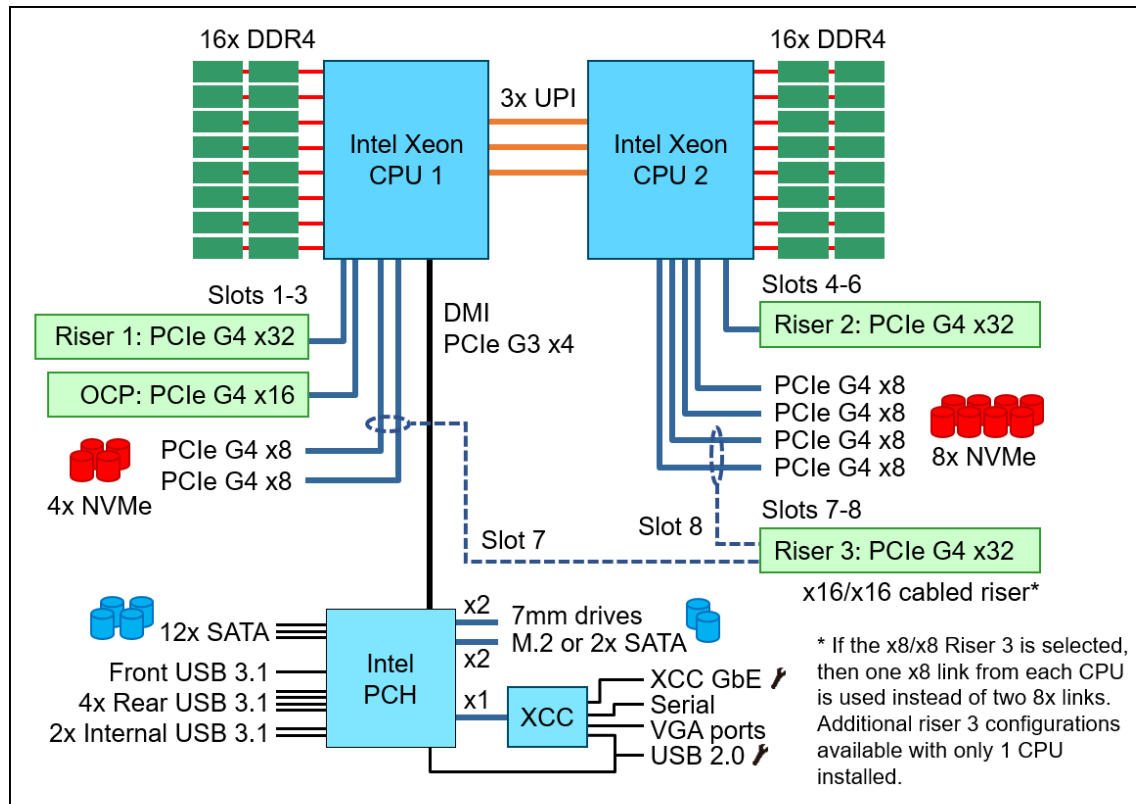 16x DDR4
16x DDR4
3x UPI
Intel Xeon
CPU 1
Intel Xeon
CPU 2
Slots 1-3
Riser 1: PCIe G4 x32
OCP: PCIe G4 x16
PCIe G4 x8
PCIe G4 x8
4x NVMe
DMI
PCIe G3 x4
Slots 4-6
Riser 2: PCIe G4 x32
PCIe G4 x8
PCIe G4 x8
PCIe G4 x8
PCIe G4 x8
8x NVMe
Slot 7
Slot 8
Slots 7-8
Riser 3: PCIe G4 x32
x16/x16 cabled riser*
12x SATA
Front USB 3.1
4x Rear USB 3.1
2x Internal USB 3.1
Intel
PCH
x2
7mm drives
M.2 or 2x SATA
x2
x1
XCC
XCC GbE
Serial
VGA ports
USB 2.0
* If the x8/x8 Riser 3 is selected,
then one x8 link from each CPU
is used instead of two 8x links.
Additional riser 3 configurations
available with only 1 CPU
installed.